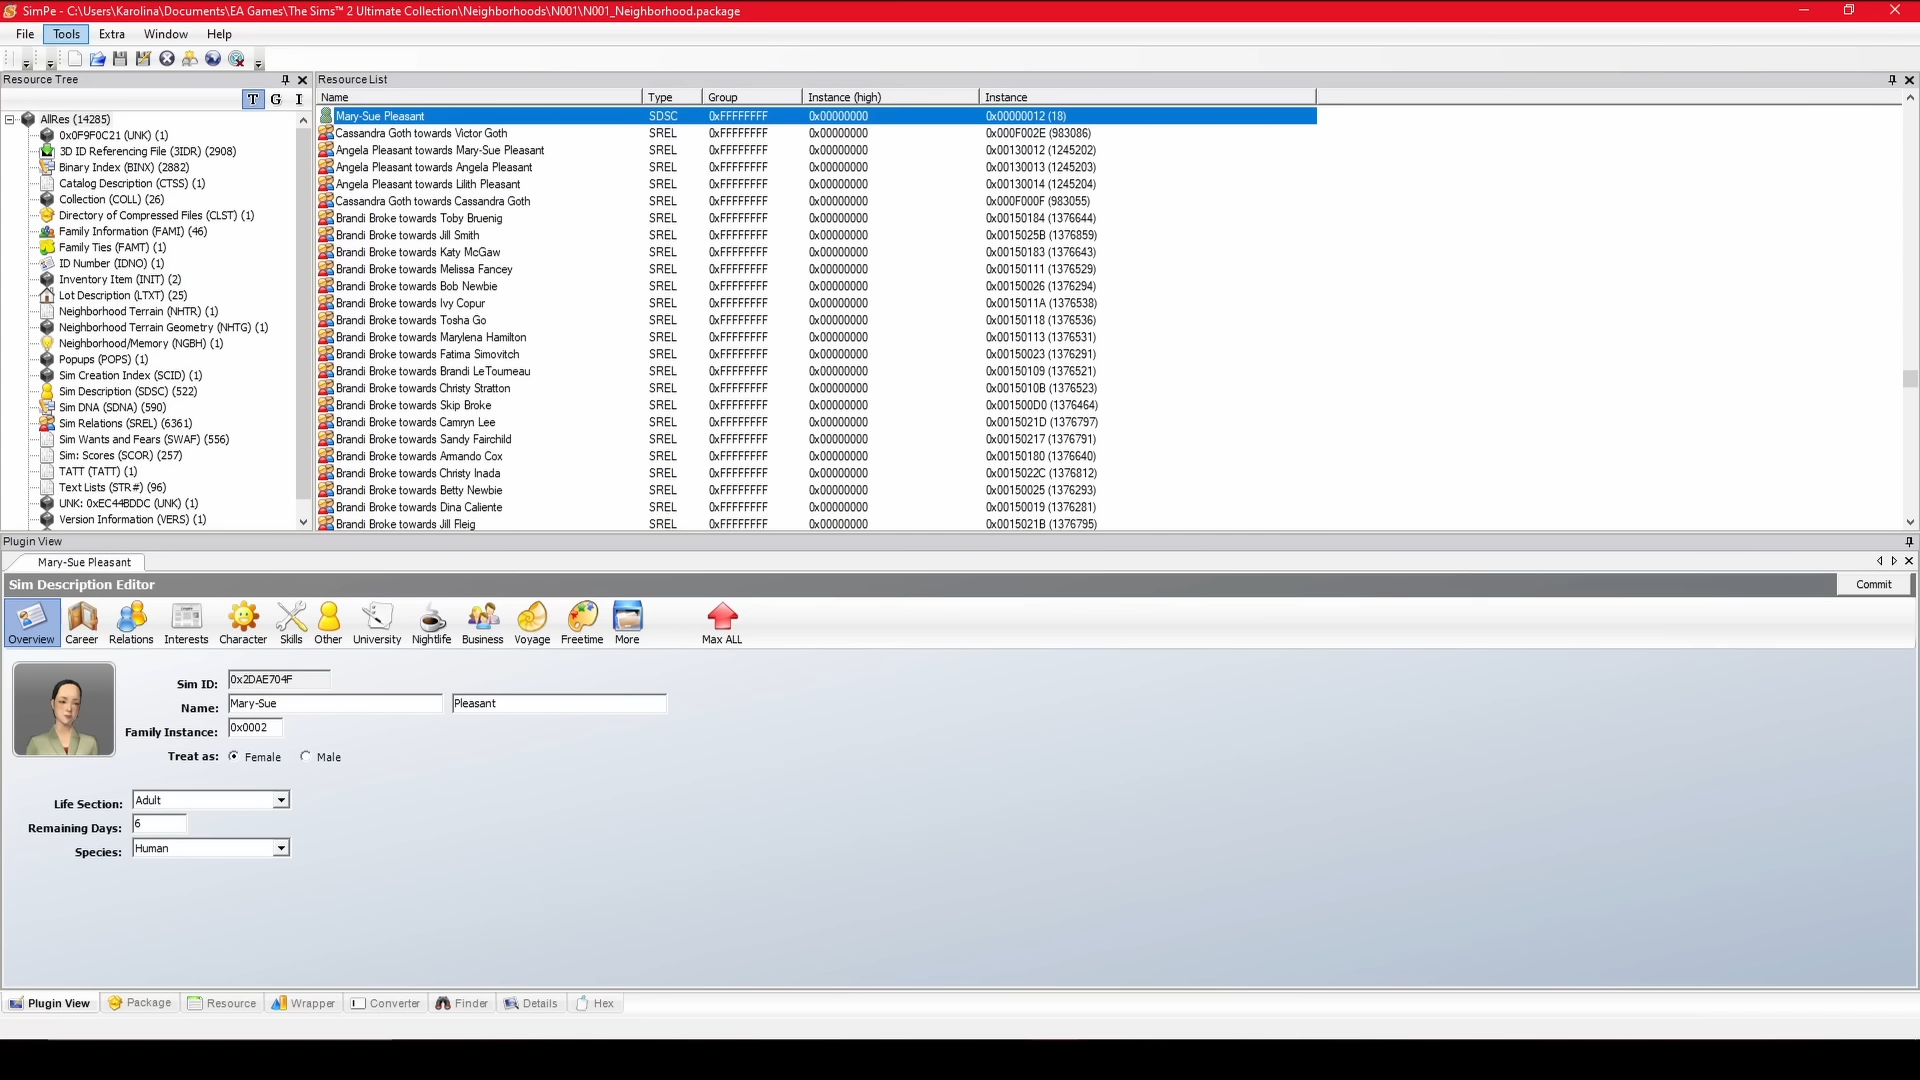 SimPe - C:\Users\Karolina\Documents\EA Games\The Sims™ 2 Ultimate Collection\Neighborhoods\N001\N001_Neighborhood.package
File Tools Extra Window Help
Resource Tree
T G I
AllRes (14285)
0x0F9F0C21 (UNK) (1)
3D ID Referencing File (3IDR) (2908)
Binary Index (BINX) (2882)
Catalog Description (CTSS) (1)
Collection (COLL) (26)
Directory of Compressed Files (CLST) (1)
Family Information (FAMI) (46)
Family Ties (FAMT) (1)
ID Number (IDNO) (1)
Inventory Item (INIT) (2)
Lot Description (LTXT) (25)
Neighborhood Terrain (NHTR) (1)
Neighborhood Terrain Geometry (NHTG) (1)
Neighborhood/Memory (NGBH) (1)
Popups (POPS) (1)
Sim Creation Index (SCID) (1)
Sim Description (SDSC) (522)
Sim DNA (SDNA) (590)
Sim Relations (SREL) (6361)
Sim Wants and Fears (SWAF) (556)
Sim: Scores (SCOR) (257)
TATT (TATT) (1)
Text Lists (STR#) (96)
UNK: 0xEC44BDDC (UNK) (1)
Version Information (VERS) (1)
Resource List
Name Type Group Instance (high) Instance
Mary-Sue Pleasant SDSC 0xFFFFFFFF 0x00000000 0x00000012 (18)
Cassandra Goth towards Victor Goth SREL 0xFFFFFFFF 0x00000000 0x000F002E (983086)
Angela Pleasant towards Mary-Sue Pleasant SREL 0xFFFFFFFF 0x00000000 0x00130012 (1245202)
Angela Pleasant towards Angela Pleasant SREL 0xFFFFFFFF 0x00000000 0x00130013 (1245203)
Angela Pleasant towards Lilith Pleasant SREL 0xFFFFFFFF 0x00000000 0x00130014 (1245204)
Cassandra Goth towards Cassandra Goth SREL 0xFFFFFFFF 0x00000000 0x000F000F (983055)
Brandi Broke towards Toby Bruenig SREL 0xFFFFFFFF 0x00000000 0x00150184 (1376644)
Brandi Broke towards Jill Smith SREL 0xFFFFFFFF 0x00000000 0x0015025B (1376859)
Brandi Broke towards Katy McGaw SREL 0xFFFFFFFF 0x00000000 0x00150183 (1376643)
Brandi Broke towards Melissa Fancey SREL 0xFFFFFFFF 0x00000000 0x00150111 (1376529)
Brandi Broke towards Bob Newbie SREL 0xFFFFFFFF 0x00000000 0x00150026 (1376294)
Brandi Broke towards Ivy Copur SREL 0xFFFFFFFF 0x00000000 0x0015011A (1376538)
Brandi Broke towards Tosha Go SREL 0xFFFFFFFF 0x00000000 0x00150118 (1376536)
Brandi Broke towards Marylena Hamilton SREL 0xFFFFFFFF 0x00000000 0x00150113 (1376531)
Brandi Broke towards Fatima Simovitch SREL 0xFFFFFFFF 0x00000000 0x00150023 (1376291)
Brandi Broke towards Brandi LeTourneau SREL 0xFFFFFFFF 0x00000000 0x00150109 (1376521)
Brandi Broke towards Christy Stratton SREL 0xFFFFFFFF 0x00000000 0x0015010B (1376523)
Brandi Broke towards Skip Broke SREL 0xFFFFFFFF 0x00000000 0x001500D0 (1376464)
Brandi Broke towards Camryn Lee SREL 0xFFFFFFFF 0x00000000 0x0015021D (1376797)
Brandi Broke towards Sandy Fairchild SREL 0xFFFFFFFF 0x00000000 0x00150217 (1376791)
Brandi Broke towards Armando Cox SREL 0xFFFFFFFF 0x00000000 0x00150180 (1376640)
Brandi Broke towards Christy Inada SREL 0xFFFFFFFF 0x00000000 0x0015022C (1376812)
Brandi Broke towards Betty Newbie SREL 0xFFFFFFFF 0x00000000 0x00150025 (1376293)
Brandi Broke towards Dina Caliente SREL 0xFFFFFFFF 0x00000000 0x00150019 (1376281)
Brandi Broke towards Jill Fleig SREL 0xFFFFFFFF 0x00000000 0x0015021B (1376795)
Plugin View
Mary-Sue Pleasant
Sim Description Editor Commit
Overview Career Relations Interests Character Skills Other University Nightlife Business Voyage Freetime More Max ALL
Sim ID: 0x2DAE704F
Name: Mary-Sue Pleasant
Family Instance: 0x0002
Treat as: Female Male
Life Section: Adult
Remaining Days: 6
Species: Human
Plugin View Package Resource Wrapper Converter Finder Details Hex